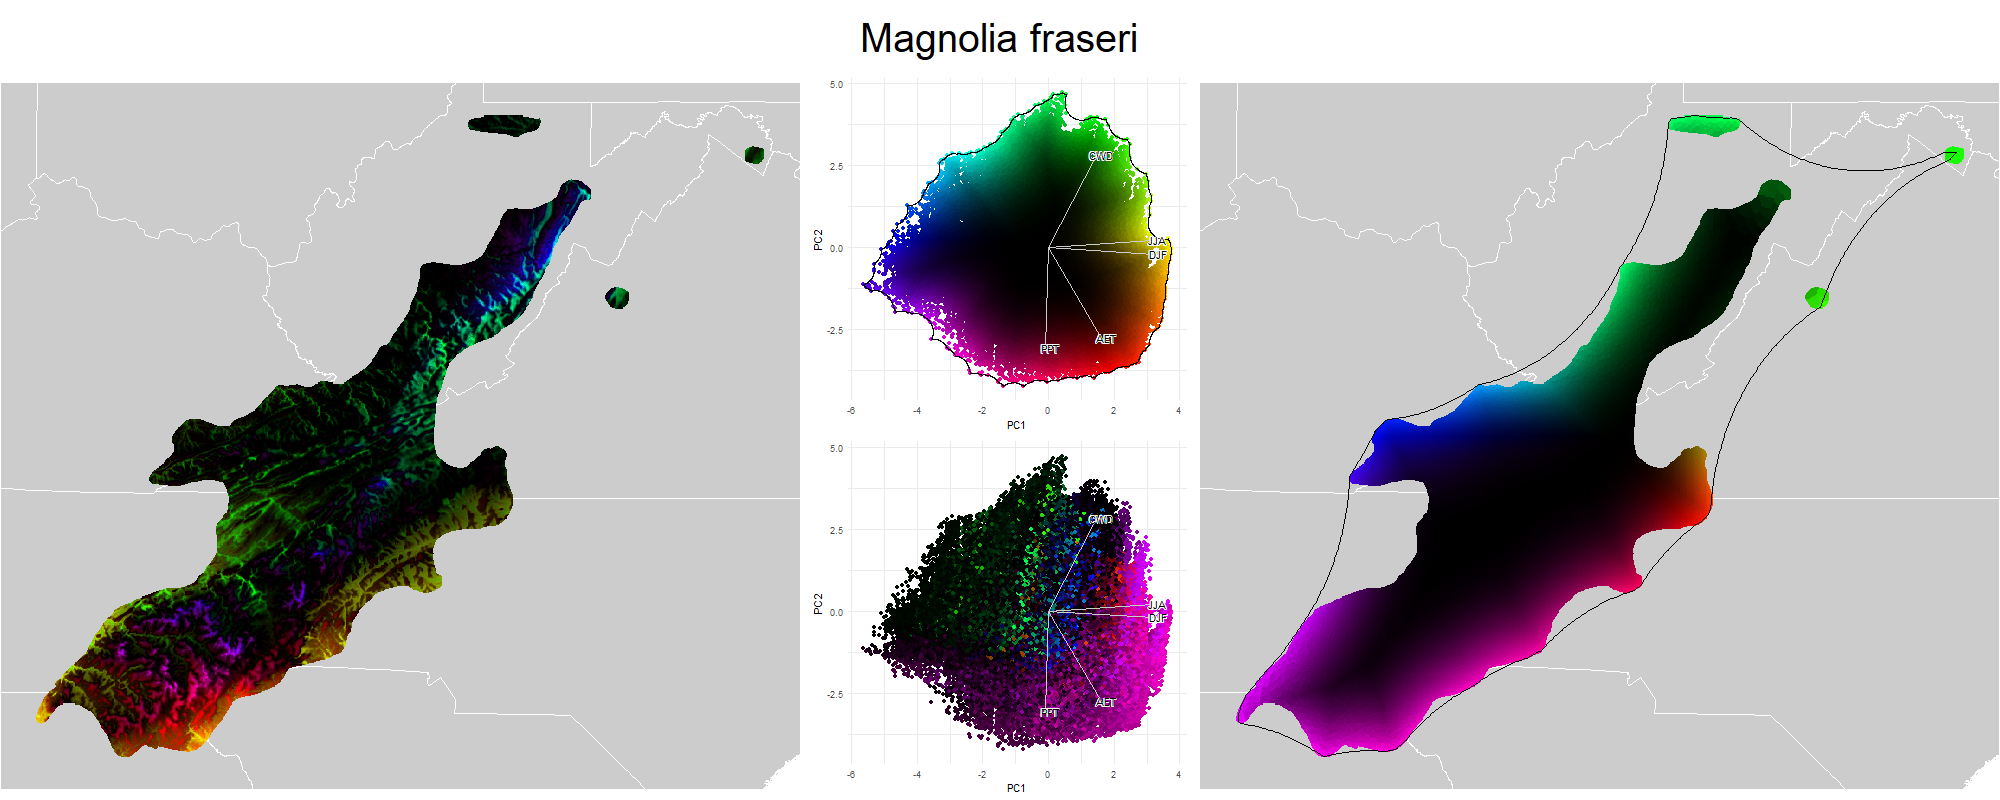 Magnolia fraseri
5.0
2.5
0.0
-2.5
PC2
CWD
JJA
DJF
AET
PPT
-6
-4
-2
0
2
4
PC1
5.0
2.5
0.0
-2.5
PC2
CWD
JJA
DJF
AET
PPT
-6
-4
-2
0
2
4
PC1